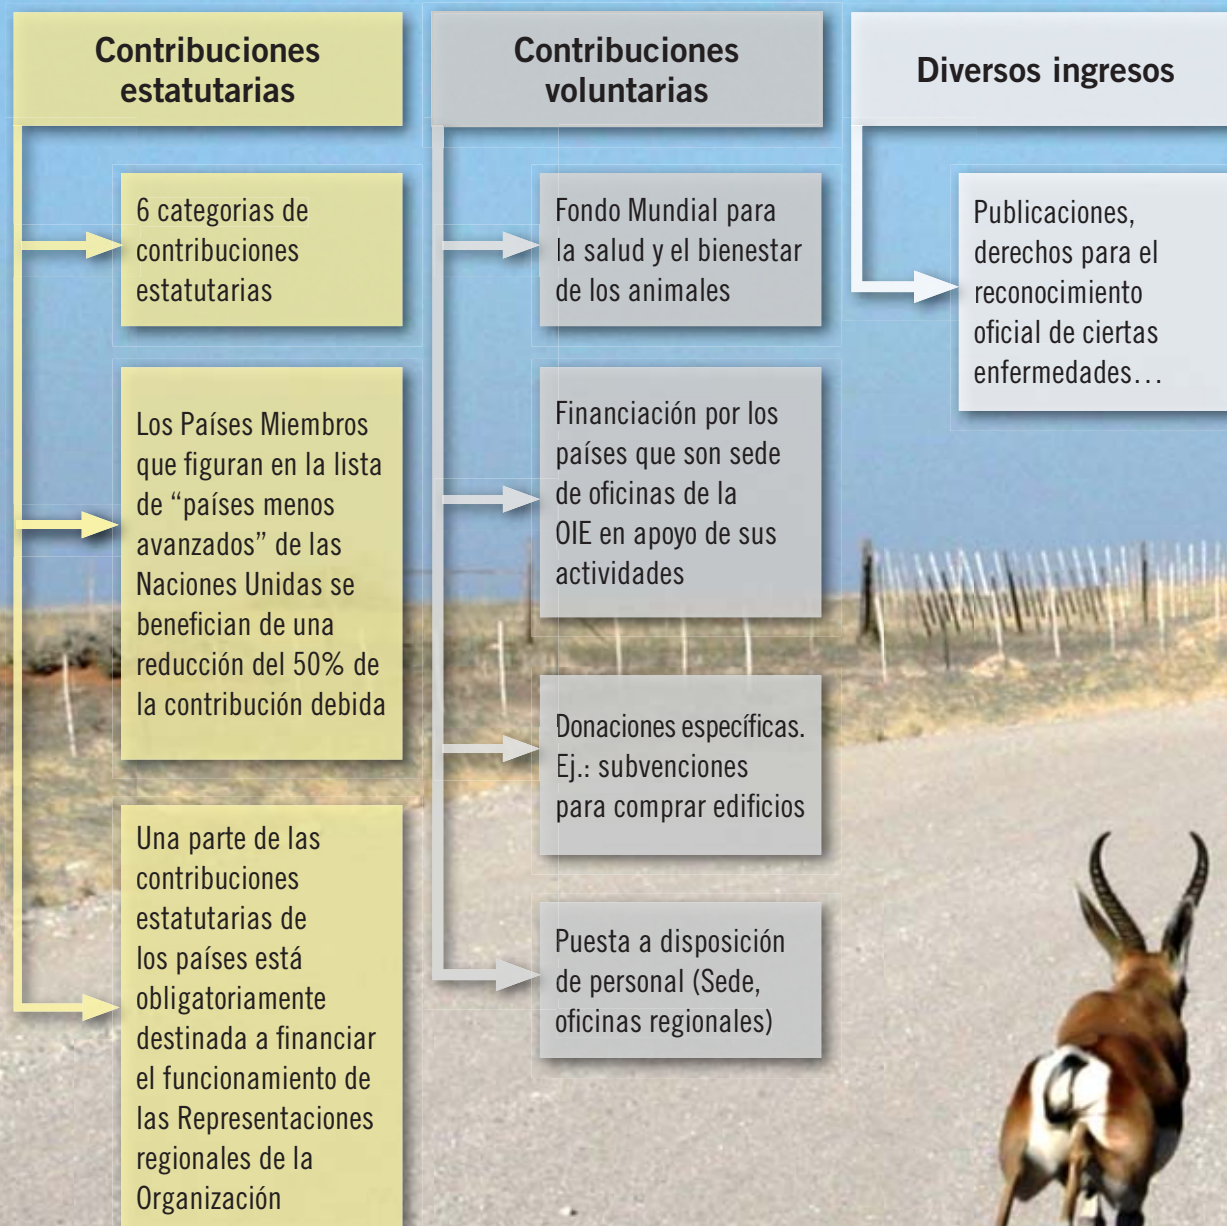 Contribuciones
estatutarias
6 categorias de
contribuciones
estatutarias
Los Países Miembros
que figuran en la lista
de “países menos
avanzados” de las
Naciones Unidas se
benefician de una
reducción del 50% de
la contribución debida
Una parte de las
contribuciones
estatutarias de
los países está
obligatoriamente
destinada a financiar
el funcionamiento de
las Representaciones
regionales de la
Organización
Contribuciones
voluntarias
Fondo Mundial para
la salud y el bienestar
de los animales
Financiación por los
países que son sede
de oficinas de la
OIE en apoyo de sus
actividades
Donaciones específicas.
Ej.: subvenciones
para comprar edificios
Puesta a disposición
de personal (Sede,
oficinas regionales)
Diversos ingresos
Publicaciones,
derechos para el
reconocimiento
oficial de ciertas
enfermedades…